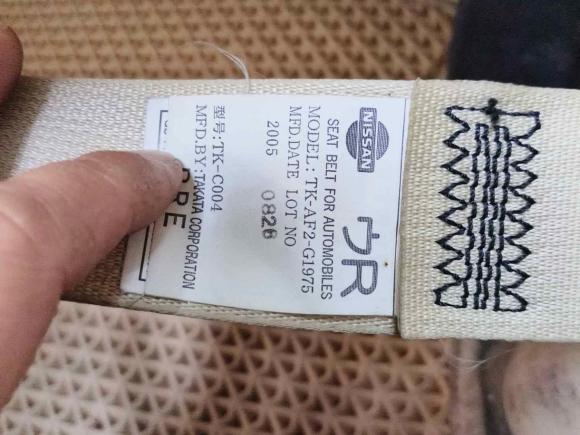 NISSAN
ウR
SEAT BELT FOR AUTOMOBILES
MODEL:TK-AF2-G1975
MFD.DATE LOT NO
2005 0826
型号:TK-C004
MFD.BY:TAKATA CORPORATION